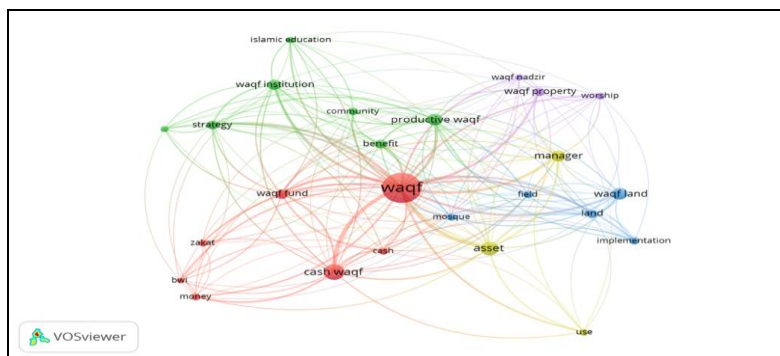 islamic education
waqf nadzir
waqf institution
waqf property
worship
community
productive waqf
strategy
benefit
manager
waqf
waqf fund
field
waqf land
mosque
land
zakat
cash
asset
implementation
cash waqf
bwi
money
use
VOSviewer